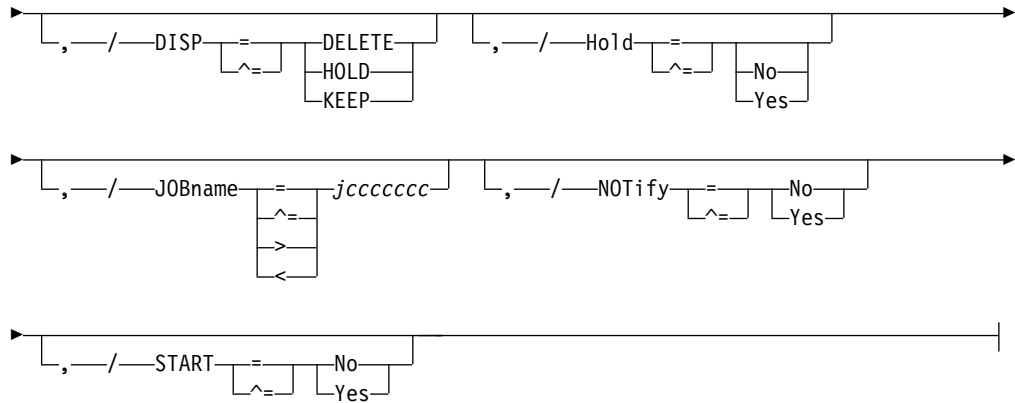 , / DISP = DELETE , / Hold =
^= HOLD ^= No
KEEP Yes
, / JOBname = jccccccc , / NOTify = No
^= ^= Yes
>
<
, / START = No
^= Yes